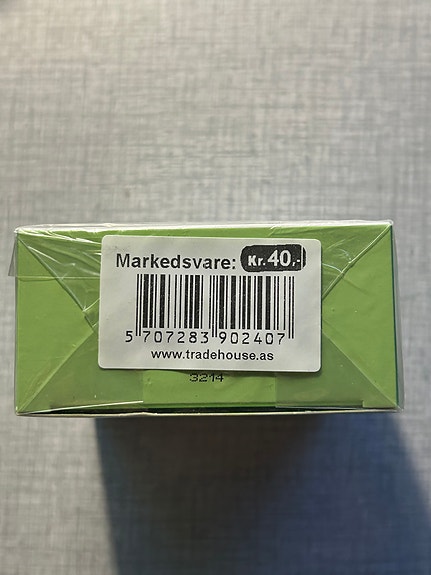 Markedsvare: Kr.40,-
5 707283 902407
www.tradehouse.as
3214